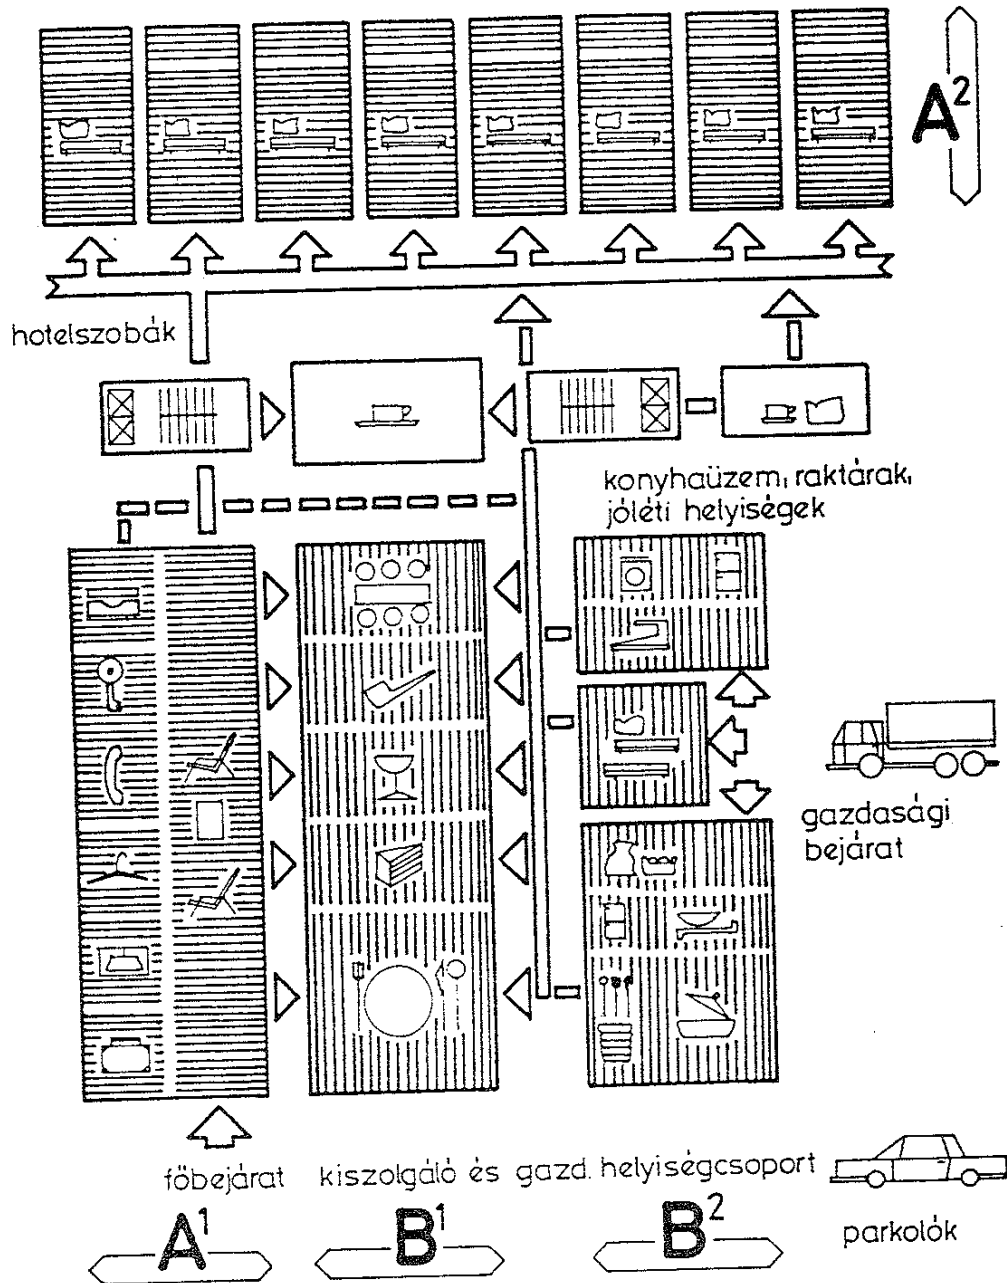 A²
hotelszobák
konyhaüzem, raktárak,
jóléti helyiségek
gazdasági
bejárat
főbejárat
kiszolgáló és gazd. helyiségcsoport
A¹
B¹
B²
parkolók